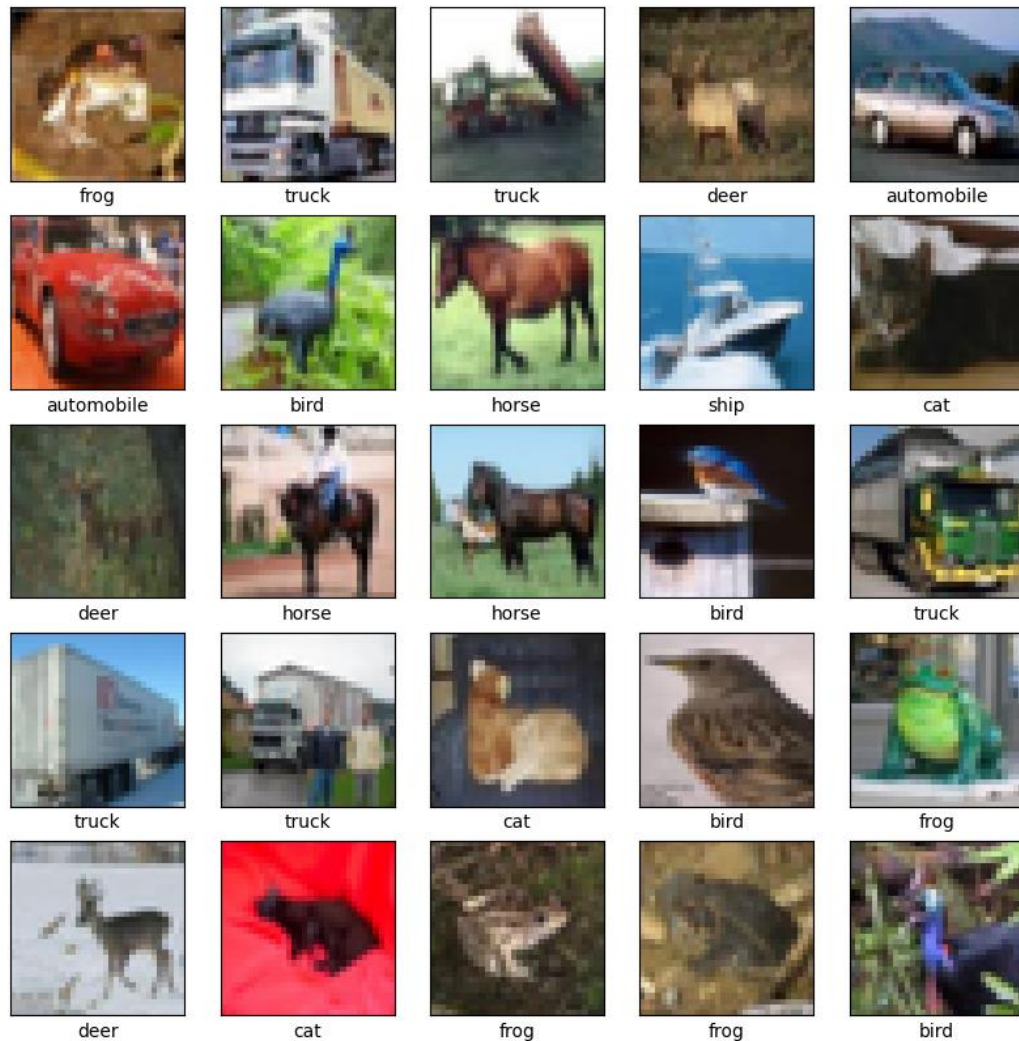 frog truck truck deer automobile
automobile bird horse ship cat
deer horse horse bird truck
truck truck cat bird frog
deer cat frog frog bird